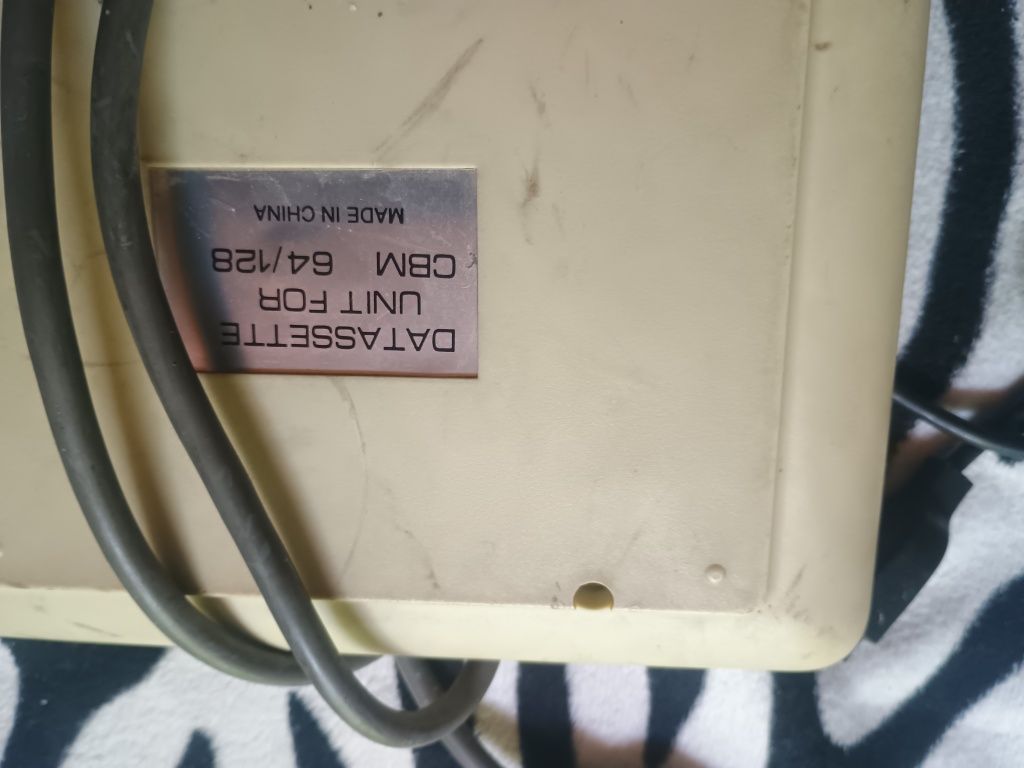 DATASSETTE
UNIT FOR
CBM 64/128
MADE IN CHINA